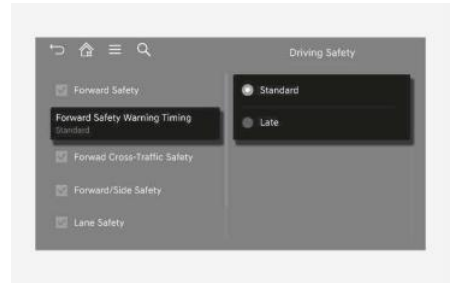 Driving Safety
Forward Safety
Forward Safety Warning Timing
Standard
Forwad Cross-Traffic Safety
Forward/Side Safety
Lane Safety
Standard
Late